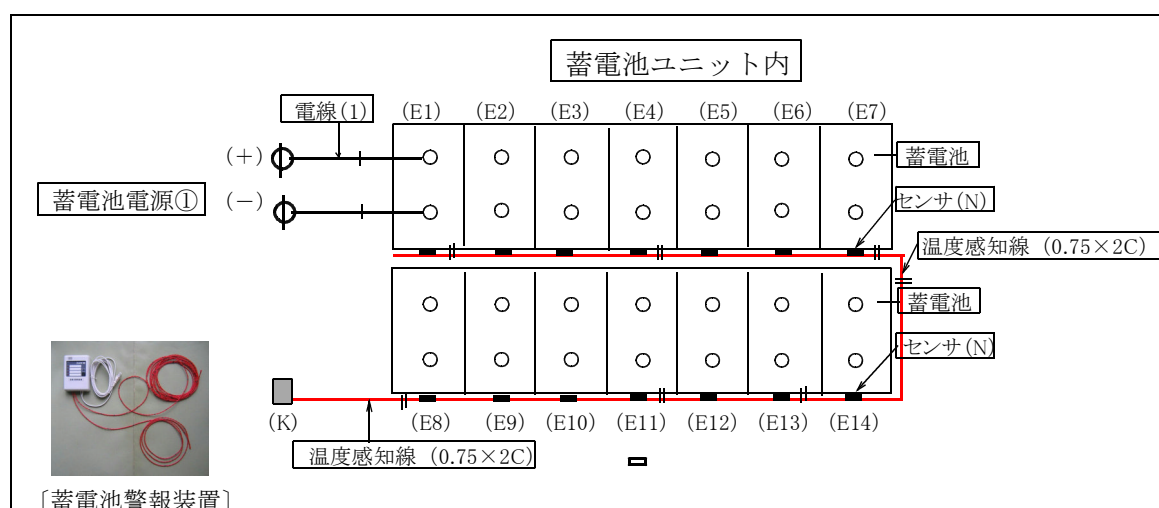 蓄電池ユニット内
電線(1)
(E1) (E2) (E3) (E4) (E5) (E6) (E7)
(+)
蓄電池
蓄電池電源①
(-)
センサ(N)
温度感知線 (0.75×2C)
蓄電池
センサ(N)
(K)
(E8) (E9) (E10) (E11) (E12) (E13) (E14)
温度感知線 (0.75×2C)
〔蓄電池警報装置〕